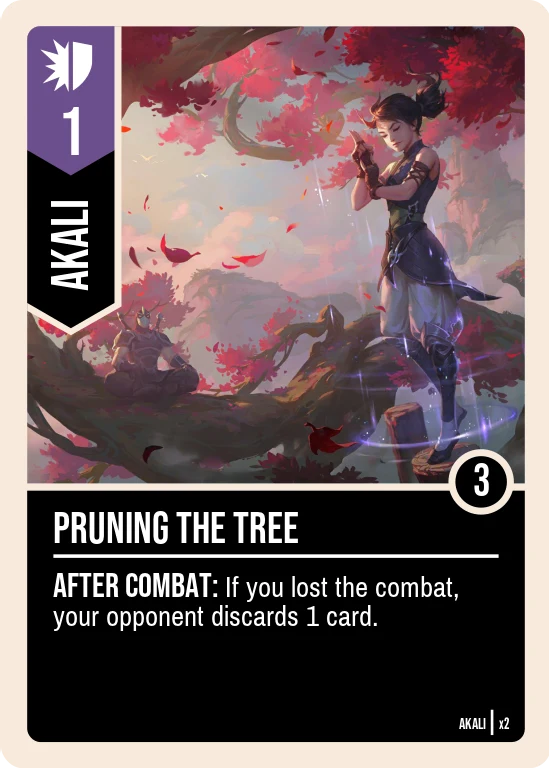 1
AKALI
3
PRUNING THE TREE
AFTER COMBAT: If you lost the combat,
your opponent discards 1 card.
AKALI | x2